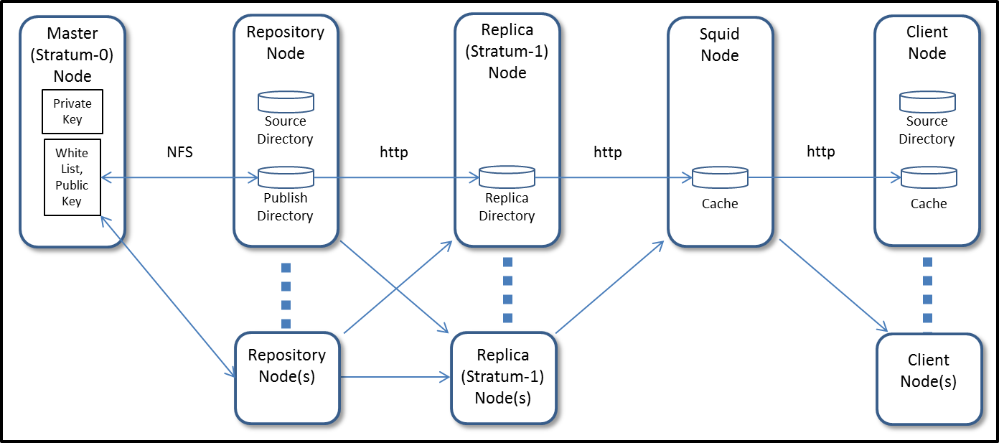 Master
(Stratum-0)
Node
Private
Key
White
List,
Public
Key
NFS
Repository
Node
Source
Directory
Publish
Directory
http
Replica
(Stratum-1)
Node
Replica
Directory
http
Squid
Node
Cache
http
Client
Node
Source
Directory
Cache
Repository
Node(s)
Replica
(Stratum-1)
Node(s)
Client
Node(s)